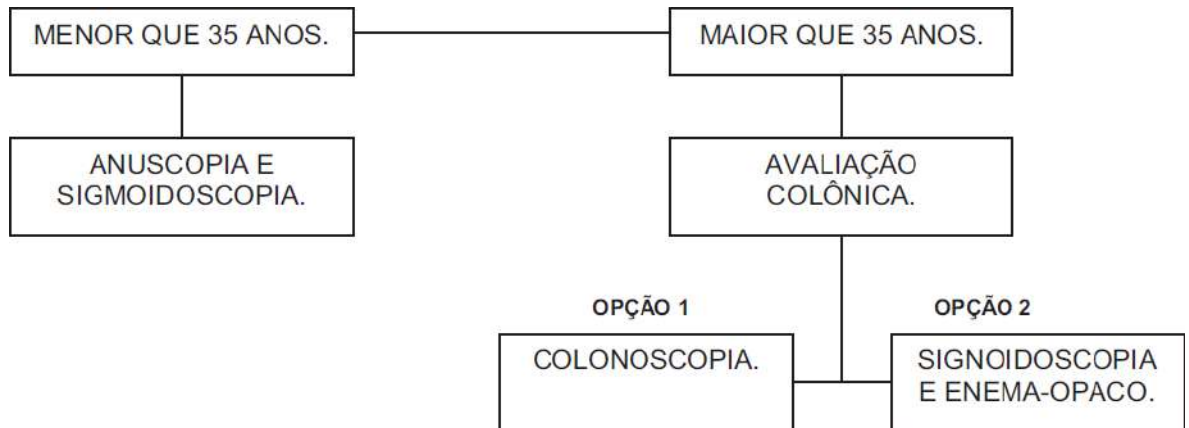 MENOR QUE 35 ANOS.
MAIOR QUE 35 ANOS.
ANUSCOPIA E
SIGMOIDOSCOPIA.
AVALIAÇÃO
COLÔNICA.
OPÇÃO 1
OPÇÃO 2
COLONOSCOPIA.
SIGNOIDOSCOPIA
E ENEMA-OPACO.